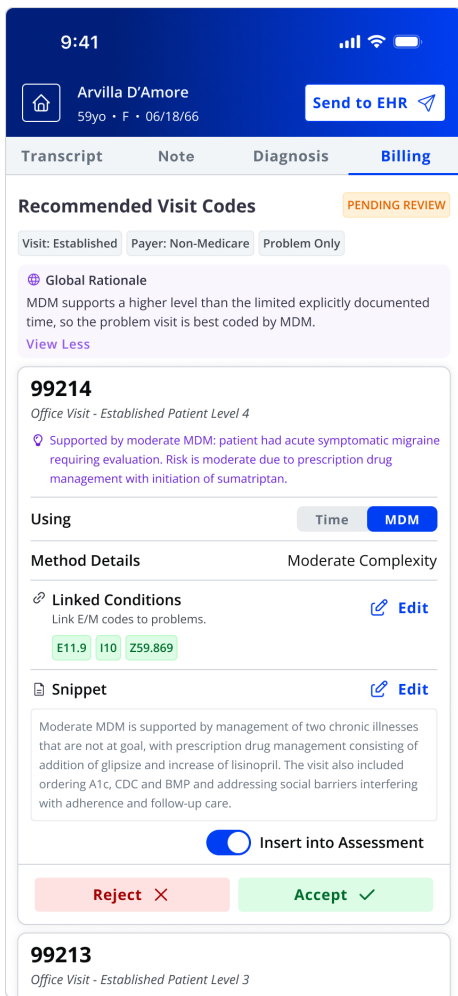 9:41
Arvilla D’Amore
59yo • F • 06/18/66
Send to EHR
Transcript
Note
Diagnosis
Billing
Recommended Visit Codes
PENDING REVIEW
Visit: Established
Payer: Non-Medicare
Problem Only
Global Rationale
MDM supports a higher level than the limited explicitly documented
time, so the problem visit is best coded by MDM.
View Less
99214
Office Visit - Established Patient Level 4
Supported by moderate MDM: patient had acute symptomatic migraine
requiring evaluation. Risk is moderate due to prescription drug
management with initiation of sumatriptan.
Using
Time
MDM
Method Details
Moderate Complexity
Linked Conditions
Link E/M codes to problems.
Edit
E11.9
I10
Z59.869
Snippet
Edit
Moderate MDM is supported by management of two chronic illnesses
that are not at goal, with prescription drug management consisting of
addition of glipsize and increase of lisinopril. The visit also included
ordering A1c, CDC and BMP and addressing social barriers interfering
with adherence and follow-up care.
Insert into Assessment
Reject
Accept
99213
Office Visit - Established Patient Level 3